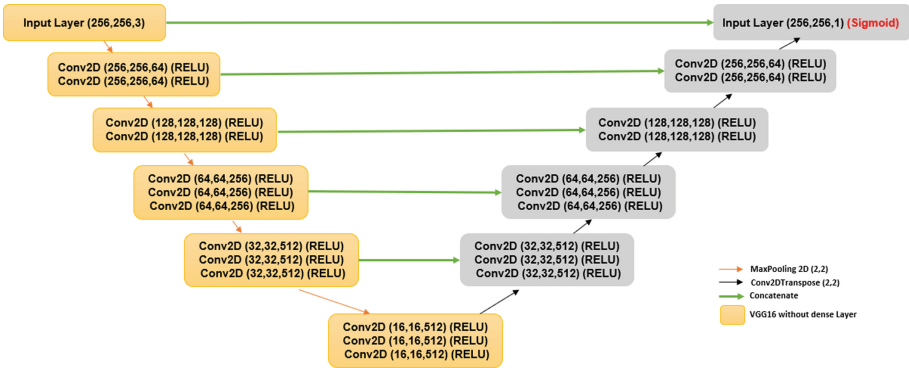 Input Layer (256,256,3)
Input Layer (256,256,1) (Sigmoid)
Conv2D (256,256,64) (RELU)
Conv2D (256,256,64) (RELU)
Conv2D (256,256,64) (RELU)
Conv2D (256,256,64) (RELU)
Conv2D (128,128,128) (RELU)
Conv2D (128,128,128) (RELU)
Conv2D (128,128,128) (RELU)
Conv2D (128,128,128) (RELU)
Conv2D (64,64,256) (RELU)
Conv2D (64,64,256) (RELU)
Conv2D (64,64,256) (RELU)
Conv2D (64,64,256) (RELU)
Conv2D (64,64,256) (RELU)
Conv2D (64,64,256) (RELU)
Conv2D (32,32,512) (RELU)
Conv2D (32,32,512) (RELU)
Conv2D (32,32,512) (RELU)
Conv2D (32,32,512) (RELU)
Conv2D (32,32,512) (RELU)
Conv2D (32,32,512) (RELU)
Conv2D (16,16,512) (RELU)
Conv2D (16,16,512) (RELU)
Conv2D (16,16,512) (RELU)
MaxPooling 2D (2,2)
Conv2DTranspose (2,2)
Concatenate
VGG16 without dense Layer